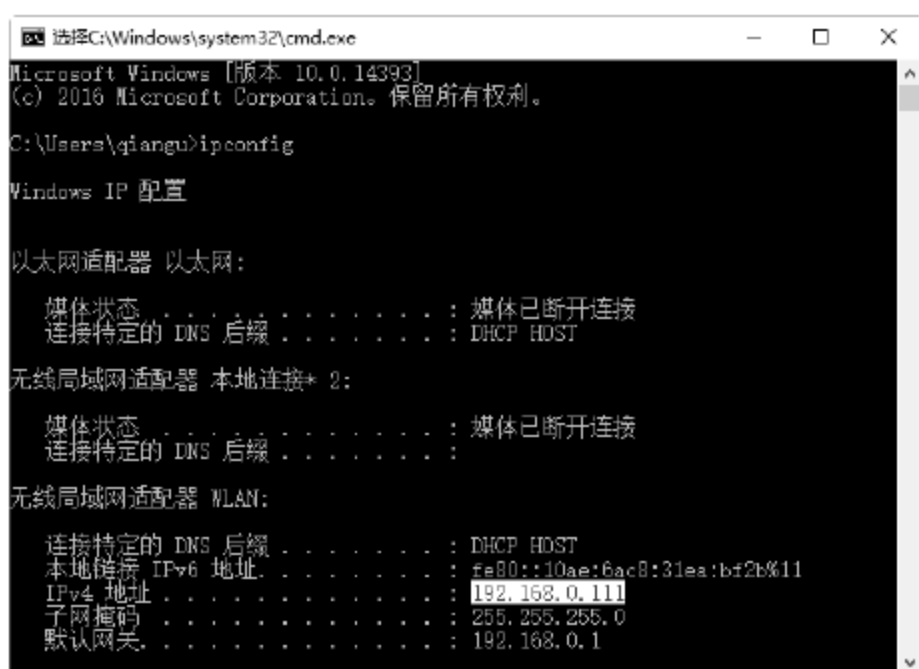 选择C:\Windows\system32\cmd.exe
Microsoft Windows [版本 10.0.14393]
(c) 2016 Microsoft Corporation。保留所有权利。
C:\Users\qiangu>ipconfig
Windows IP 配置
以太网适配器 以太网:
媒体状态 . . . . . . . . . . . . : 媒体已断开连接
连接特定的 DNS 后缀 . . . . . . . : DHCP HOST
无线局域网适配器 本地连接* 2:
媒体状态 . . . . . . . . . . . . : 媒体已断开连接
连接特定的 DNS 后缀 . . . . . . . :
无线局域网适配器 WLAN:
连接特定的 DNS 后缀 . . . . . . . : DHCP HOST
本地链接 IPv6 地址. . . . . . . . : fe80::10ae:6ac8:31ea:bf2b%11
IPv4 地址 . . . . . . . . . . . . : 192.168.0.111
子网掩码 . . . . . . . . . . . . : 255.255.255.0
默认网关. . . . . . . . . . . . . : 192.168.0.1